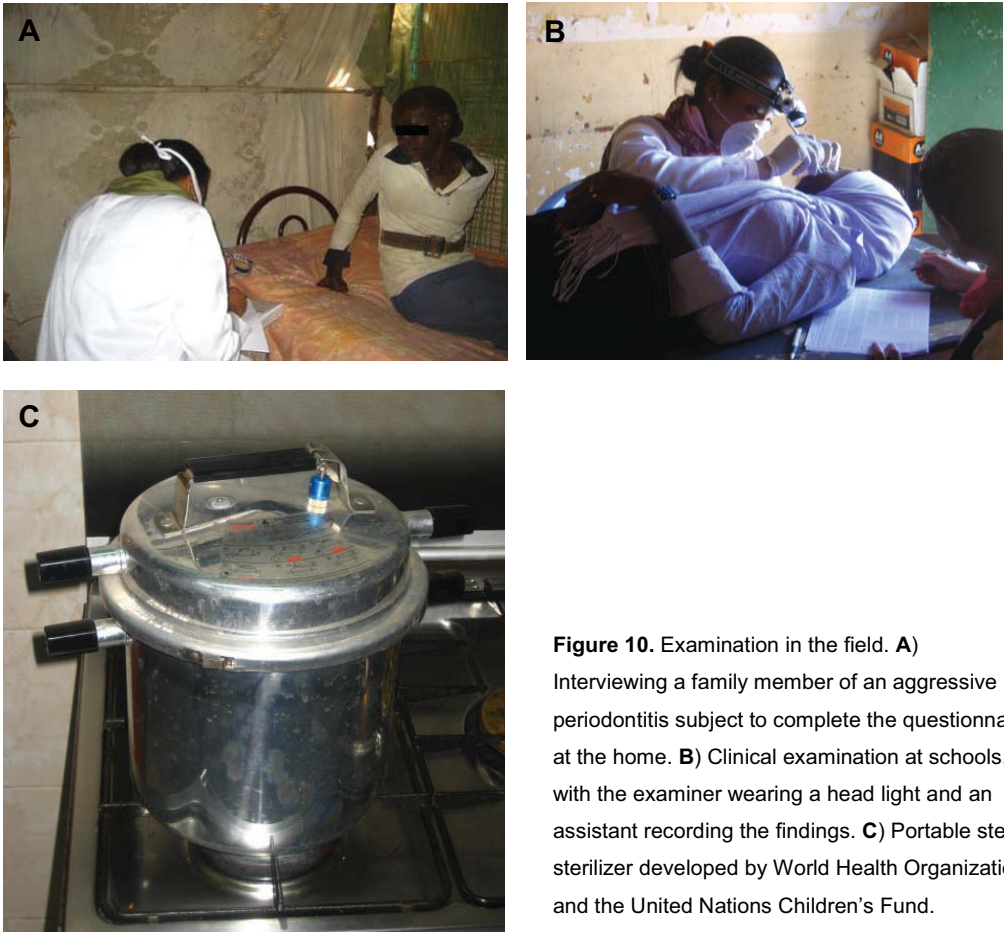 A
B
C
Figure 10. Examination in the field. A)
Interviewing a family member of an aggressive
periodontitis subject to complete the questionna
at the home. B) Clinical examination at schools,
with the examiner wearing a head light and an
assistant recording the findings. C) Portable ste
sterilizer developed by World Health Organizatio
and the United Nations Children’s Fund.